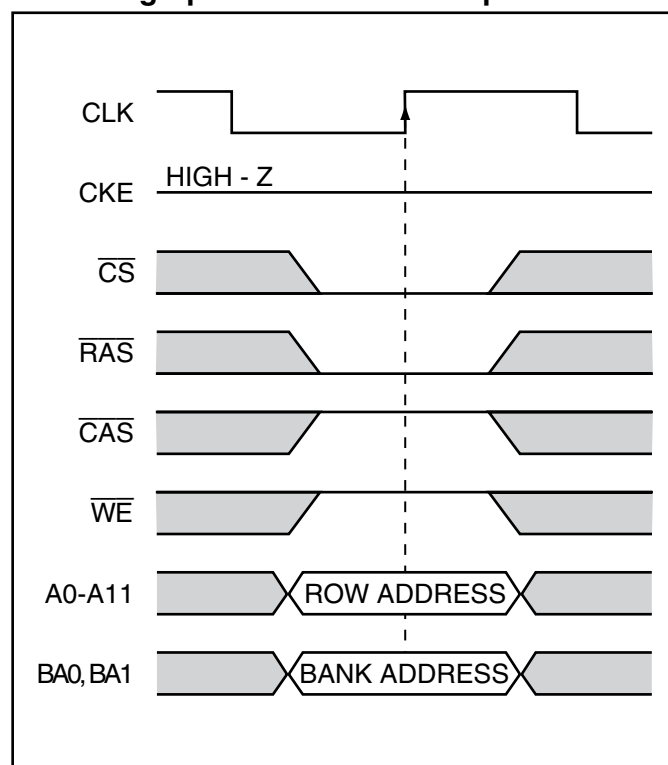 CLK
HIGH - Z
CKE
CS
RAS
CAS
WE
A0-A11 ROW ADDRESS
BA0, BA1 BANK ADDRESS